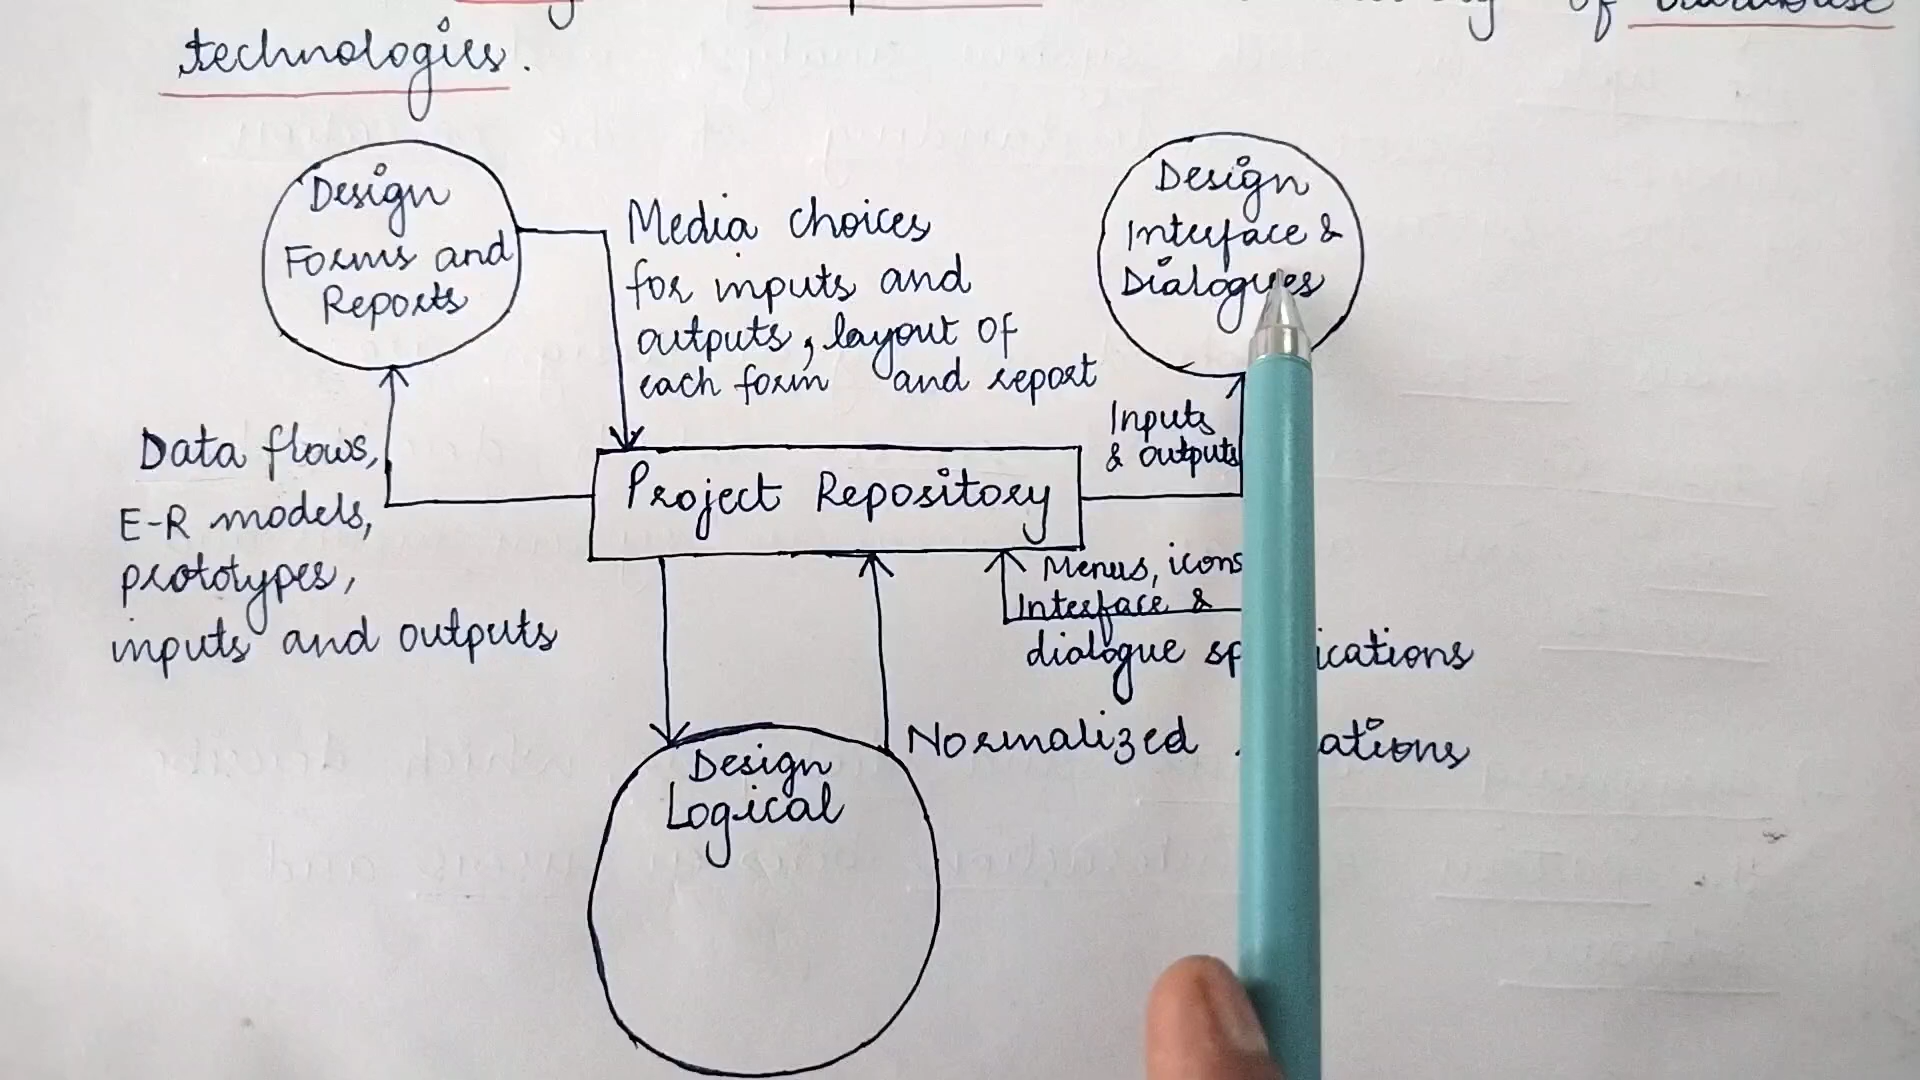 of
technologies.
Design
Forms and
Reports
Media choices
for inputs and
outputs, layout of
each form and report
Design
Interface &
Dialogues
Data flows,
E-R models,
prototypes,
inputs and outputs
Inputs
& outputs
Project Repository
Menus, icons
Interface &
dialogue
Normalized
Design
Logical